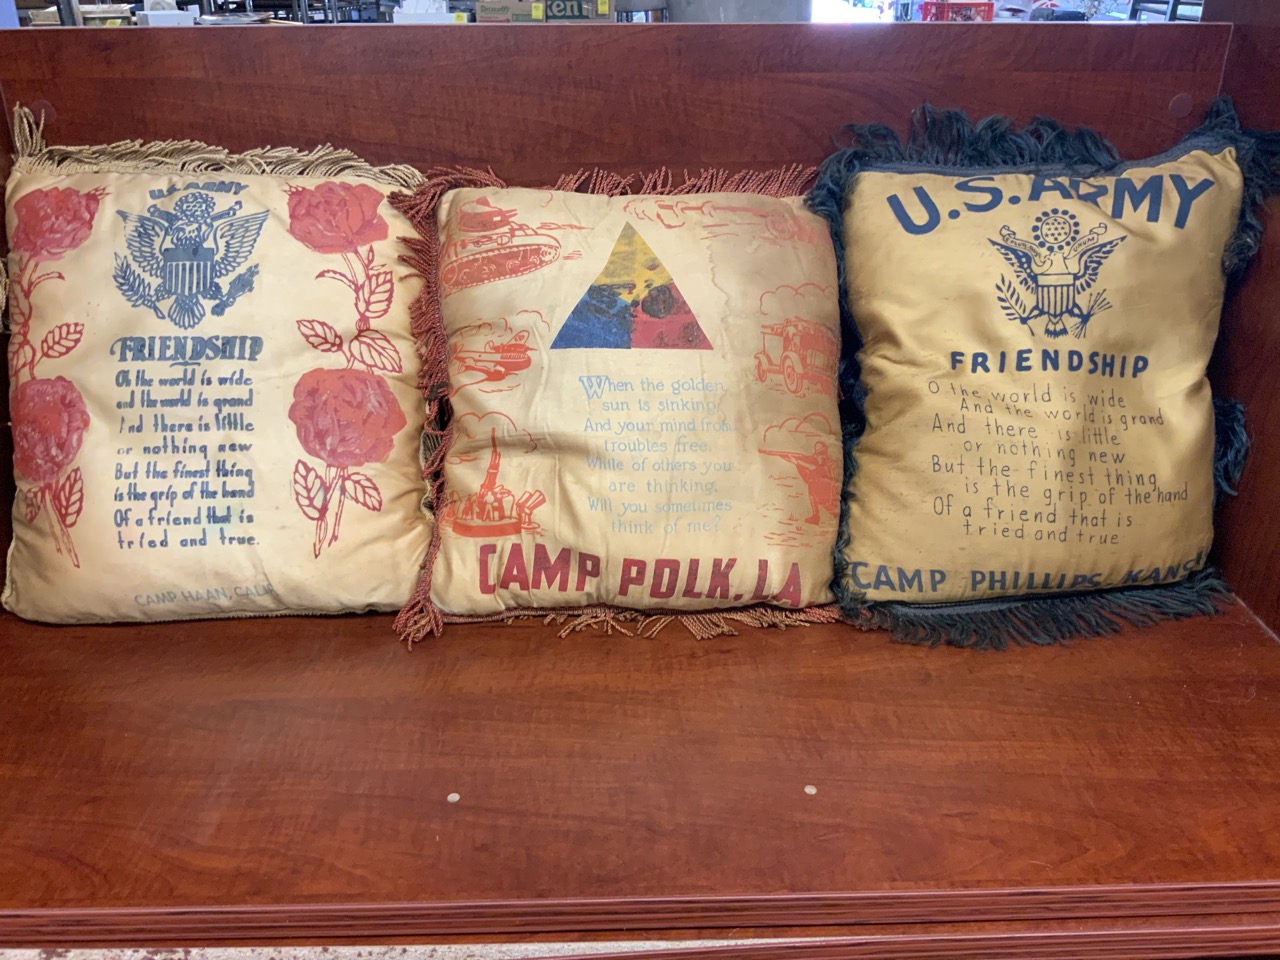 U.S. ARMY
FRIENDSHIP
Oh the world is wide
and the world is grand
And there is little
or nothing new
But the finest thing
is the grip of the hand
Of a friend that is
tried and true.
CAMP HAAN, CALIF
When the golden
sun is sinking
And your mind from
troubles free.
While of others you
are thinking,
Will you sometimes
think of me?
CAMP POLK, LA
U.S. ARMY
FRIENDSHIP
O the world is wide
And the world is grand
And there is little
or nothing new
But the finest thing
is the grip of the hand
Of a friend that is
tried and true
CAMP PHILLIPS KANS